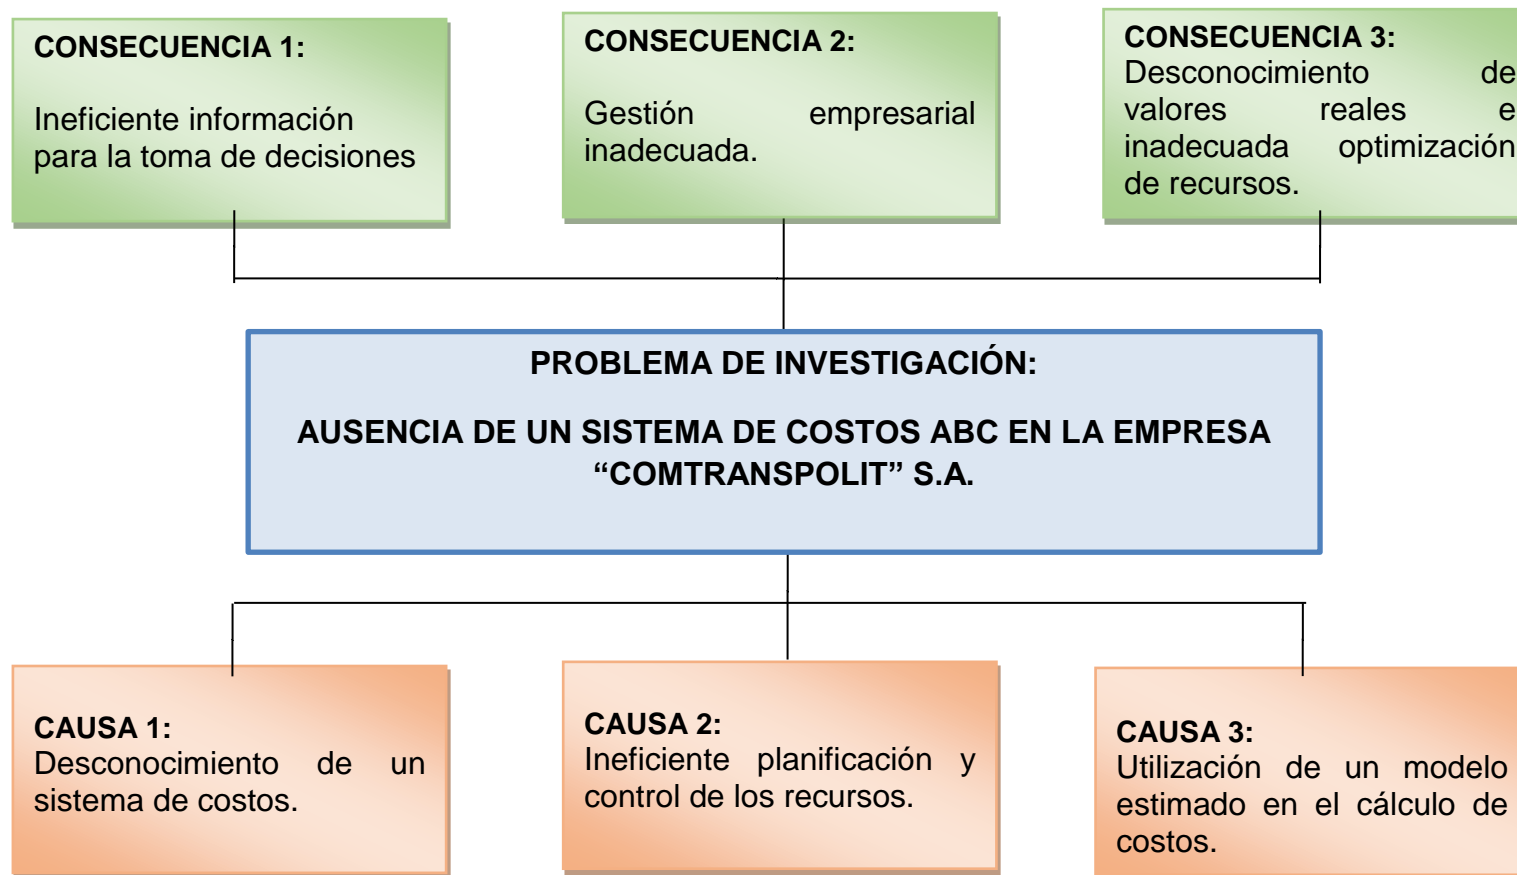 CONSECUENCIA 1:
Ineficiente información
para la toma de decisiones
CONSECUENCIA 2:
Gestión empresarial
inadecuada.
CONSECUENCIA 3:
Desconocimiento de
valores reales e
inadecuada optimización
de recursos.
PROBLEMA DE INVESTIGACIÓN:
AUSENCIA DE UN SISTEMA DE COSTOS ABC EN LA EMPRESA
“COMTRANSPOLIT” S.A.
CAUSA 1:
Desconocimiento de un
sistema de costos.
CAUSA 2:
Ineficiente planificación y
control de los recursos.
CAUSA 3:
Utilización de un modelo
estimado en el cálculo de
costos.